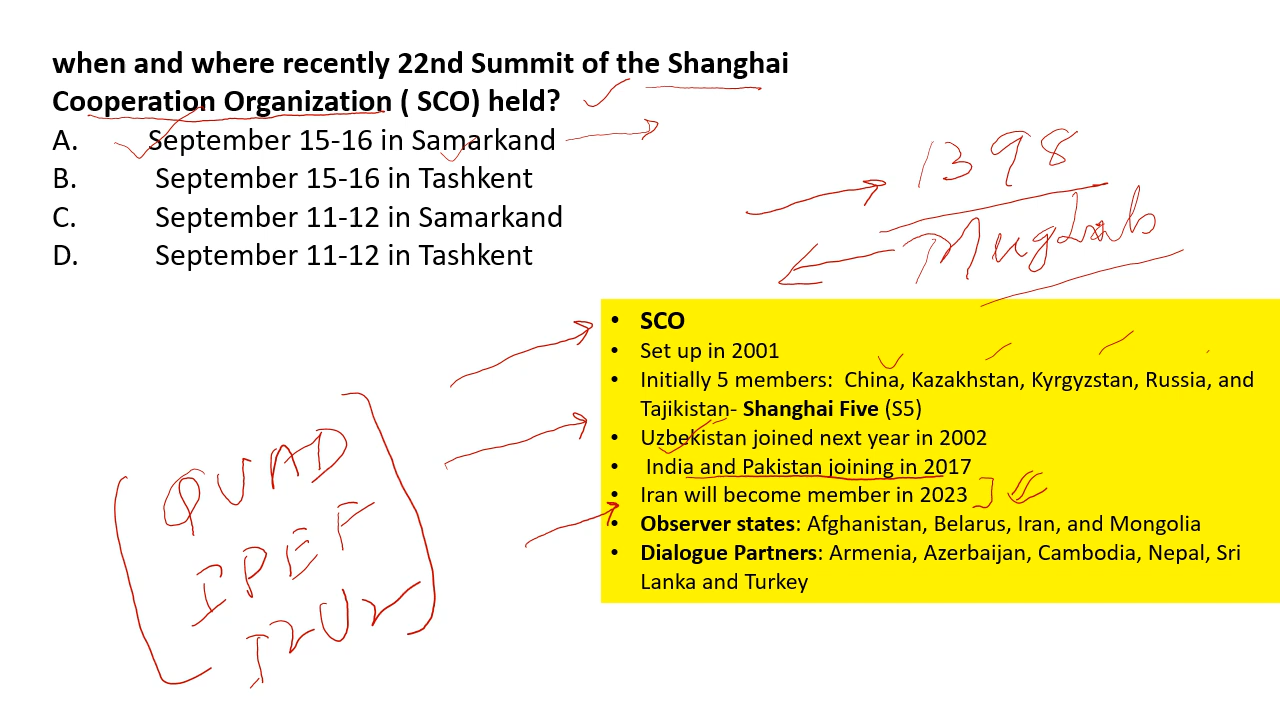 when and where recently 22nd Summit of the Shanghai
Cooperation Organization ( SCO) held?
A. September 15-16 in Samarkand
B. September 15-16 in Tashkent
C. September 11-12 in Samarkand
D. September 11-12 in Tashkent
1398
Mughals
• SCO
• Set up in 2001
• Initially 5 members: China, Kazakhstan, Kyrgyzstan, Russia, and
Tajikistan- Shanghai Five (S5)
• Uzbekistan joined next year in 2002
• India and Pakistan joining in 2017
• Iran will become member in 2023
• Observer states: Afghanistan, Belarus, Iran, and Mongolia
• Dialogue Partners: Armenia, Azerbaijan, Cambodia, Nepal, Sri
Lanka and Turkey
QUAD
IPEF
I2U2